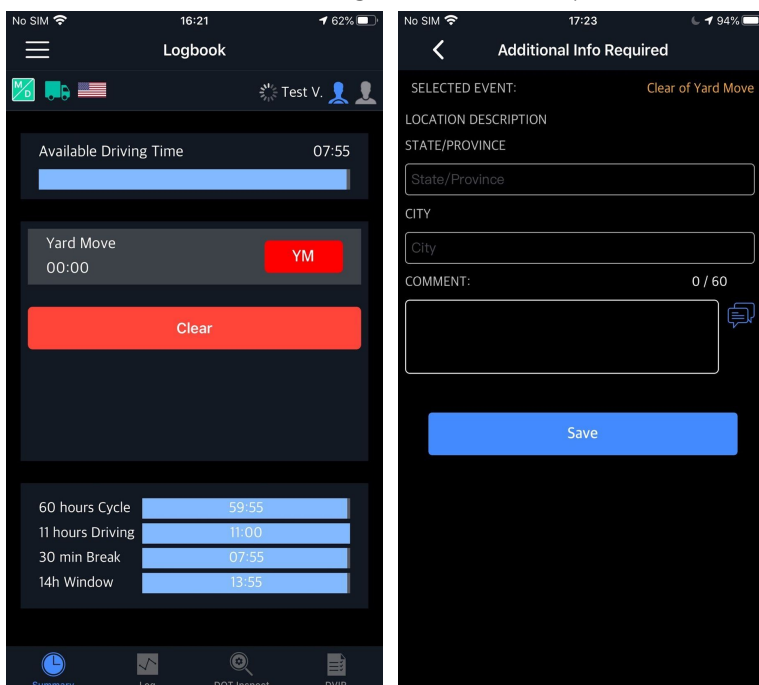 No SIM 16:21 62%
Logbook
M/D Test V.
Available Driving Time 07:55
Yard Move
00:00
YM
Clear
60 hours Cycle 59:55
11 hours Driving 11:00
30 min Break 07:55
14h Window 13:55
Summary Log DOT Inspect DVIR
No SIM 17:23 94%
Additional Info Required
SELECTED EVENT: Clear of Yard Move
LOCATION DESCRIPTION
STATE/PROVINCE
State/Province
CITY
City
COMMENT: 0 / 60
Save